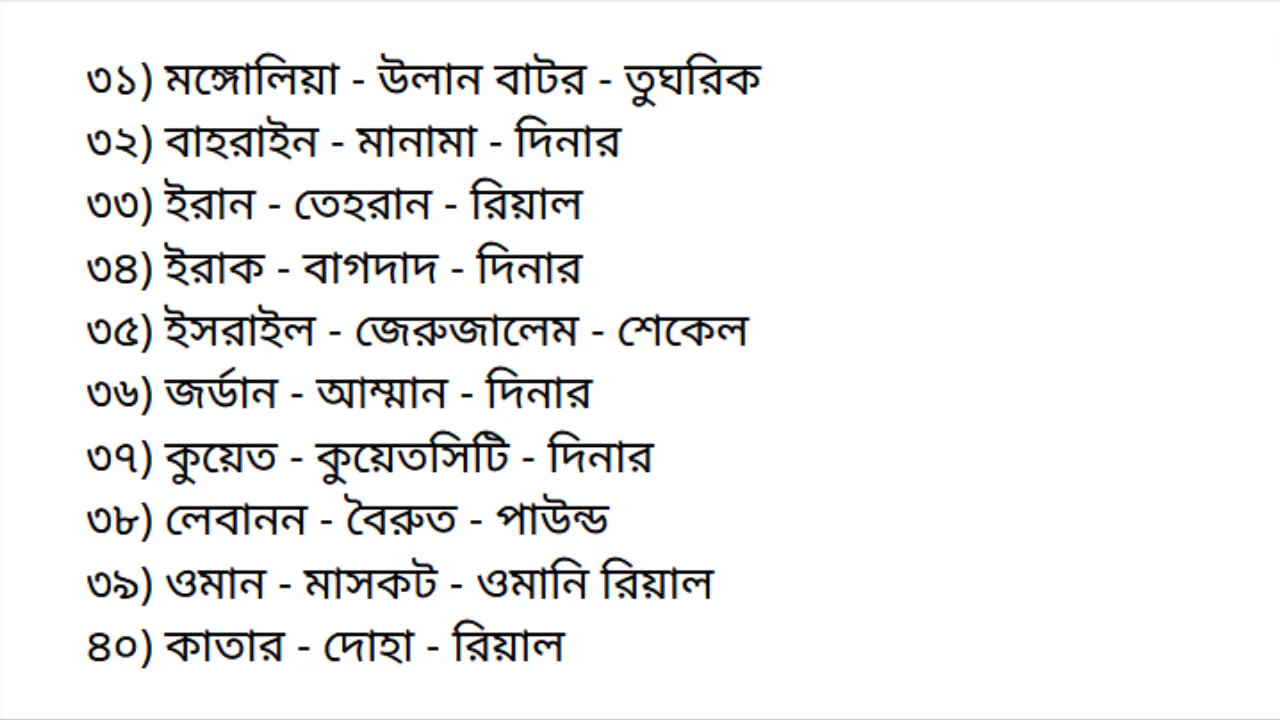 ৩১) মঙ্গোলিয়া - উলান বাটর - তুঘরিক
৩২) বাহরাইন - মানামা - দিনার
৩৩) ইরান - তেহরান - রিয়াল
৩৪) ইরাক - বাগদাদ - দিনার
৩৫) ইসরাইল - জেরুজালেম - শেকেল
৩৬) জর্ডান - আম্মান - দিনার
৩৭) কুয়েত - কুয়েতসিটি - দিনার
৩৮) লেবানন - বৈরুত - পাউন্ড
৩৯) ওমান - মাসকট - ওমানি রিয়াল
৪০) কাতার - দোহা - রিয়াল